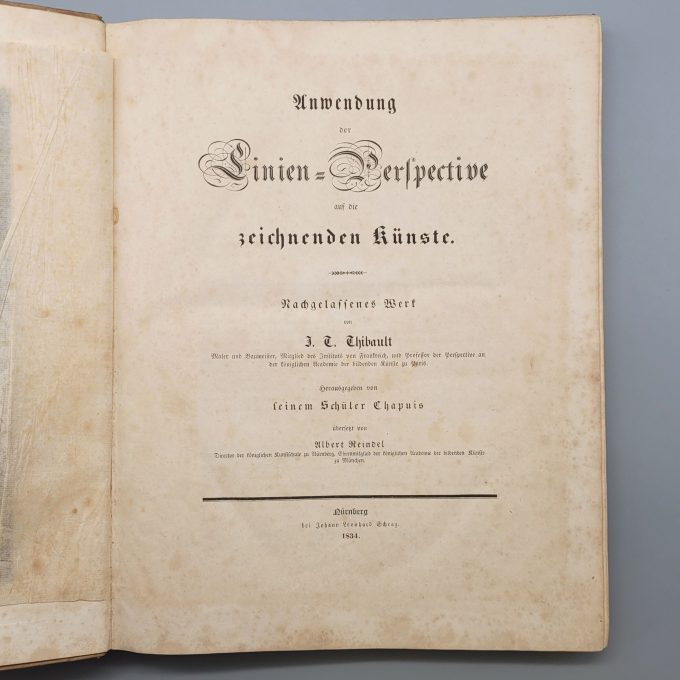 Anwendung
der
Linien=Perspective
auf die
zeichnenden Künste.
Nachgelassenes Werk
von
J. T. Thibault
Maler und Baumeister, Mitglied des Instituts von Frankreich, und Professor der Perspective an
der königlichen Academie der bildenden Künste zu Paris.
Herausgegeben von
seinem Schüler Chapuis
übersetzt von
Albert Reindel
Director der königlichen Kunstschule zu Nürnberg, Ehrenmitglied der königlichen Academie der bildenden Künste
zu München.
Nürnberg
bei Johann Leonhard Schrag.
1834.